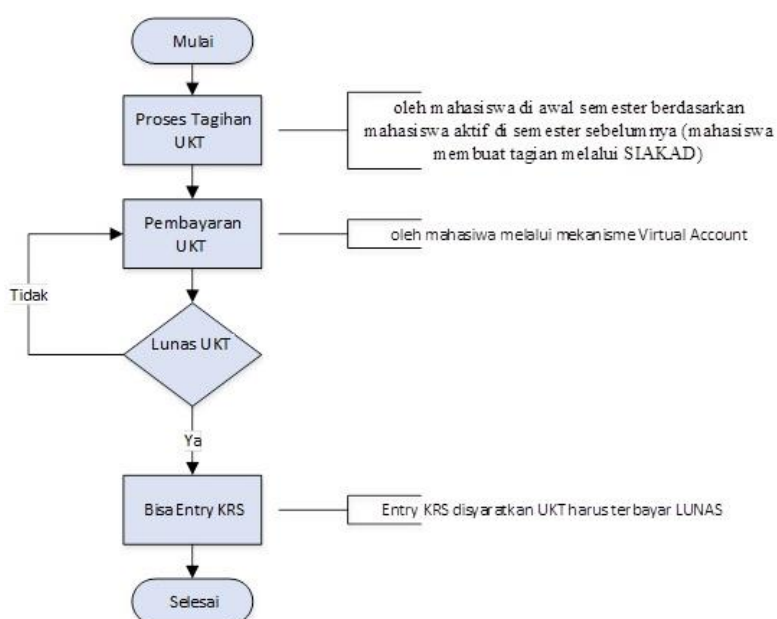 Mulai
Proses Tagihan
UKT
oleh mahasiswa di awal semester berdasarkan
mahasiswa aktif di semester sebelumnya (mahasiswa
membuat tagian melalui SIAKAD)
Pembayaran
UKT
oleh mahasiwa melalui mekanisme Virtual Account
Tidak
Lunas UKT
Ya
Bisa Entry KRS
Entry KRS disyaratkan UKT harus terbayar LUNAS
Selesai